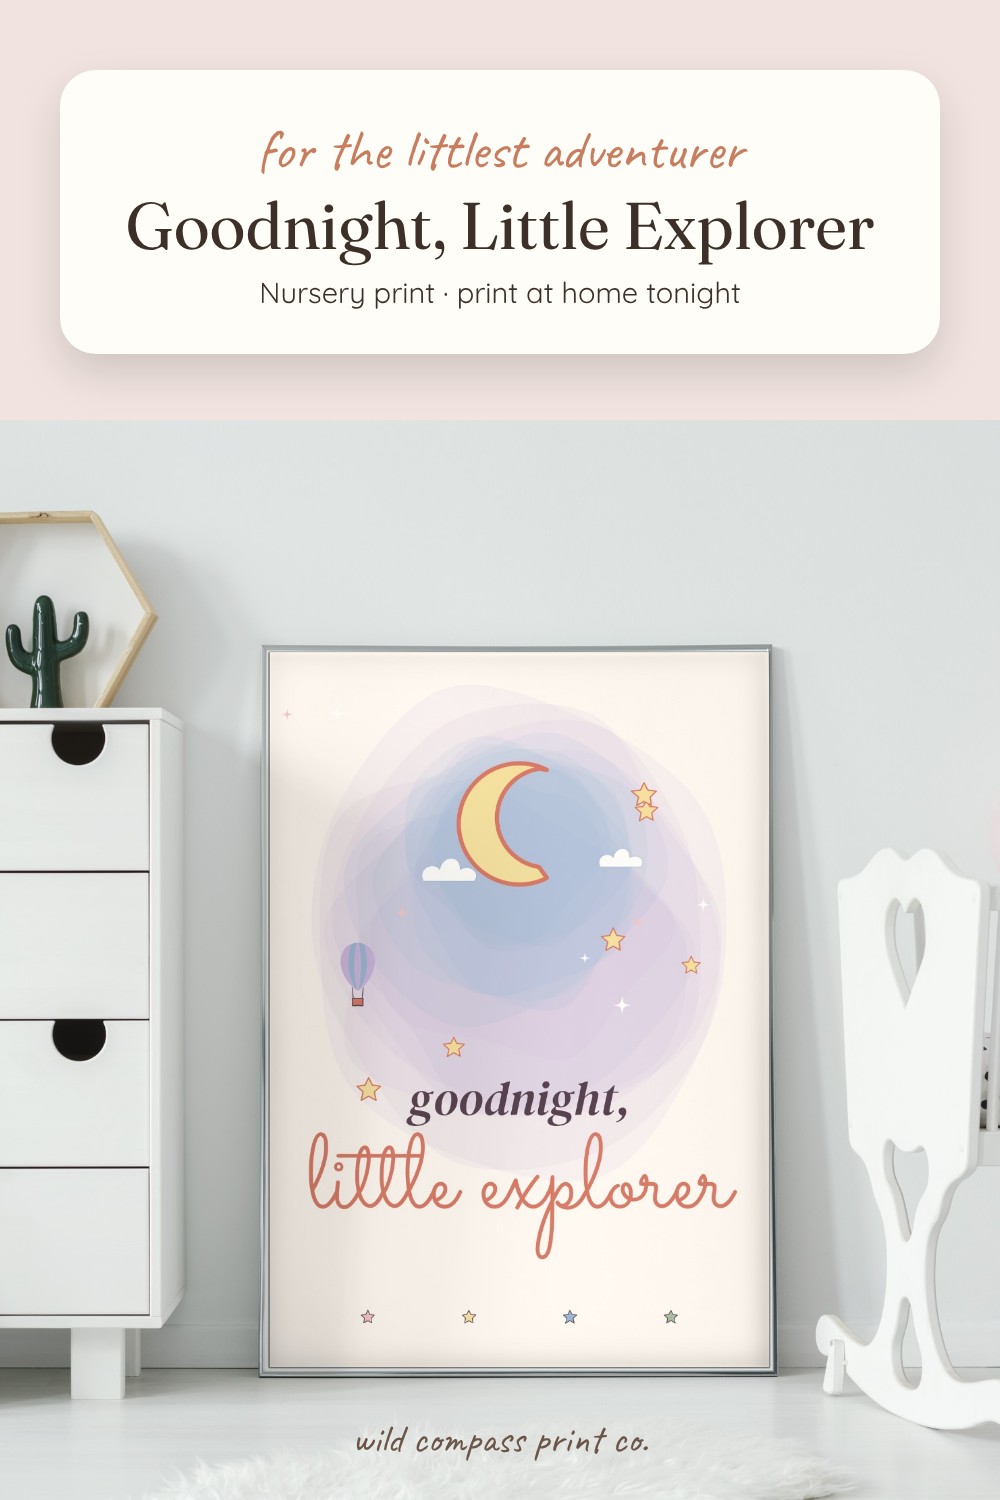 for the littlest adventurer
Goodnight, Little Explorer
Nursery print · print at home tonight
goodnight,
little explorer
wild compass print co.